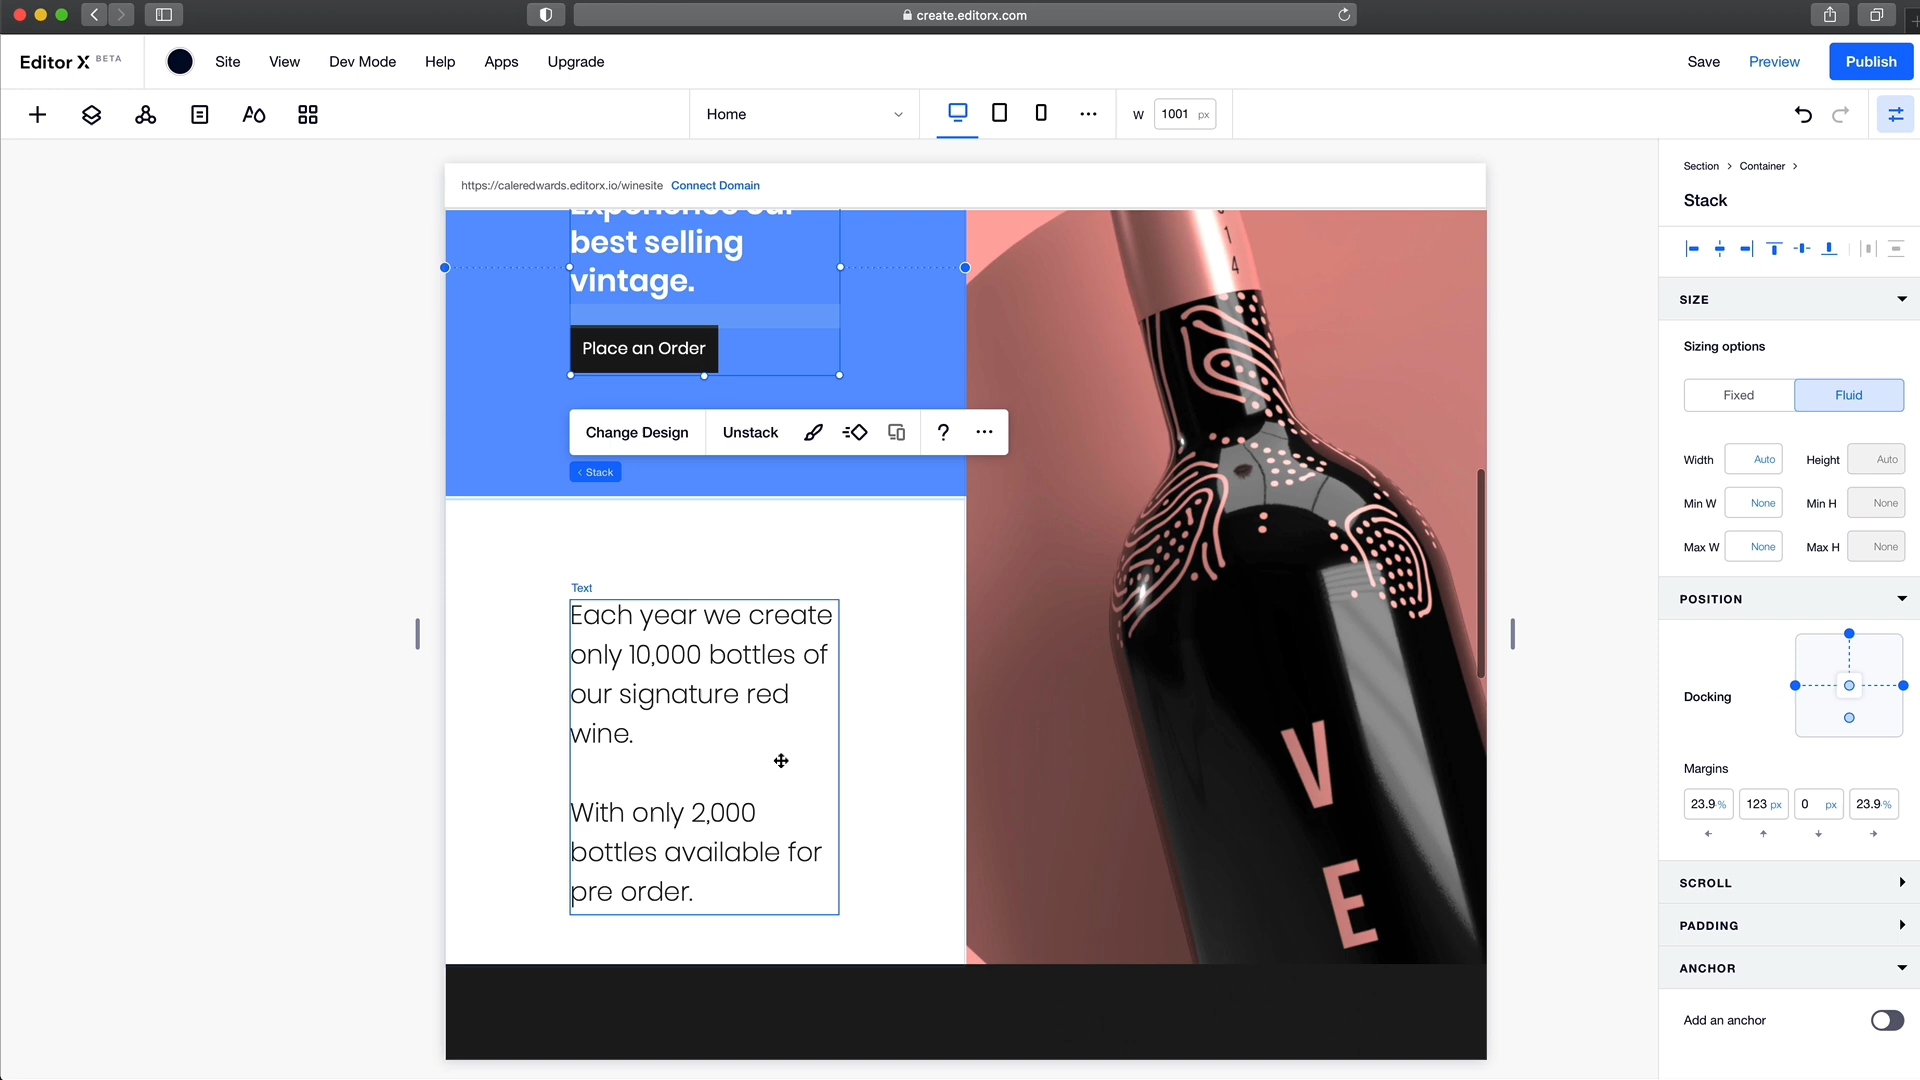 create.editorx.com
Editor X BETA
Site
View
Dev Mode
Help
Apps
Upgrade
Save
Preview
Publish
Home
W
1001 px
https://caleredwards.editorx.io/winesite Connect Domain
Experience our
best selling
vintage.
Place an Order
Change Design
Unstack
?
< Stack
Text
Each year we create
only 10,000 bottles of
our signature red
wine.
With only 2,000
bottles available for
pre order.
1
4
V
E
Section > Container >
Stack
SIZE
Sizing options
Fixed
Fluid
Width Auto Height Auto
Min W None Min H None
Max W None Max H None
POSITION
Docking
Margins
23.9 % 123 px 0 px 23.9 %
SCROLL
PADDING
ANCHOR
Add an anchor